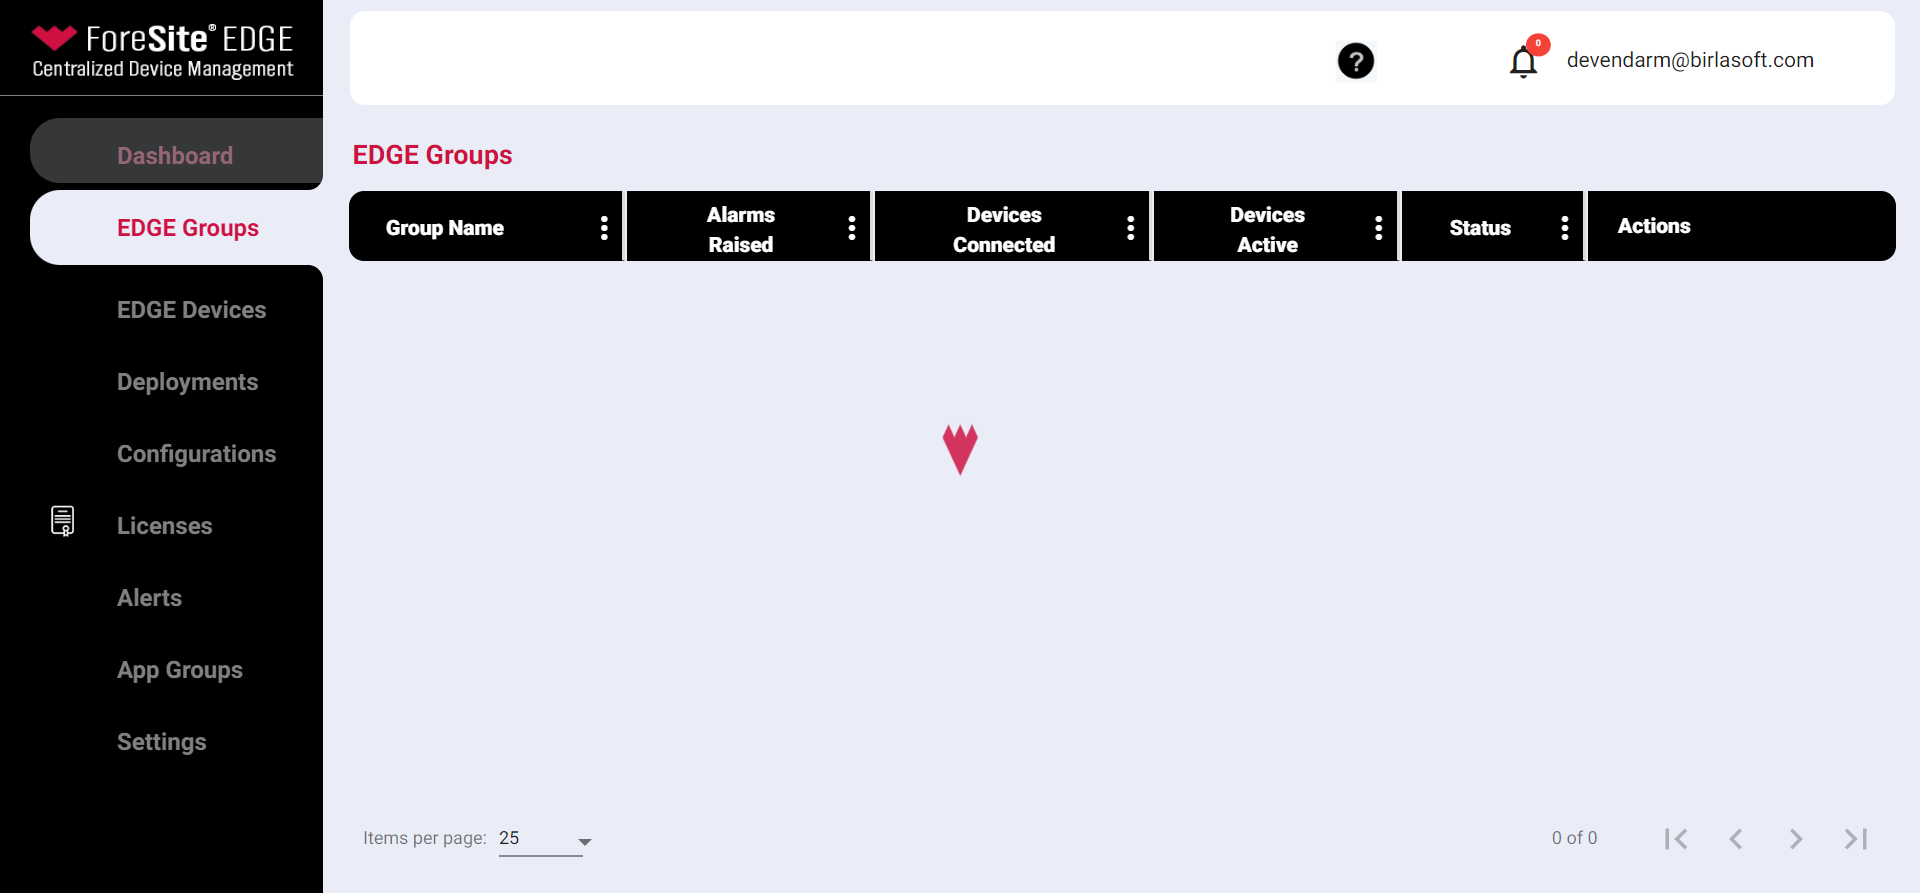 ForeSite® EDGE
Centralized Device Management
?
0
devendarm@birlasoft.com
Dashboard
EDGE Groups
EDGE Devices
Deployments
Configurations
Licenses
Alerts
App Groups
Settings
EDGE Groups
Group Name
Alarms
Raised
Devices
Connected
Devices
Active
Status
Actions
Items per page: 25
0 of 0